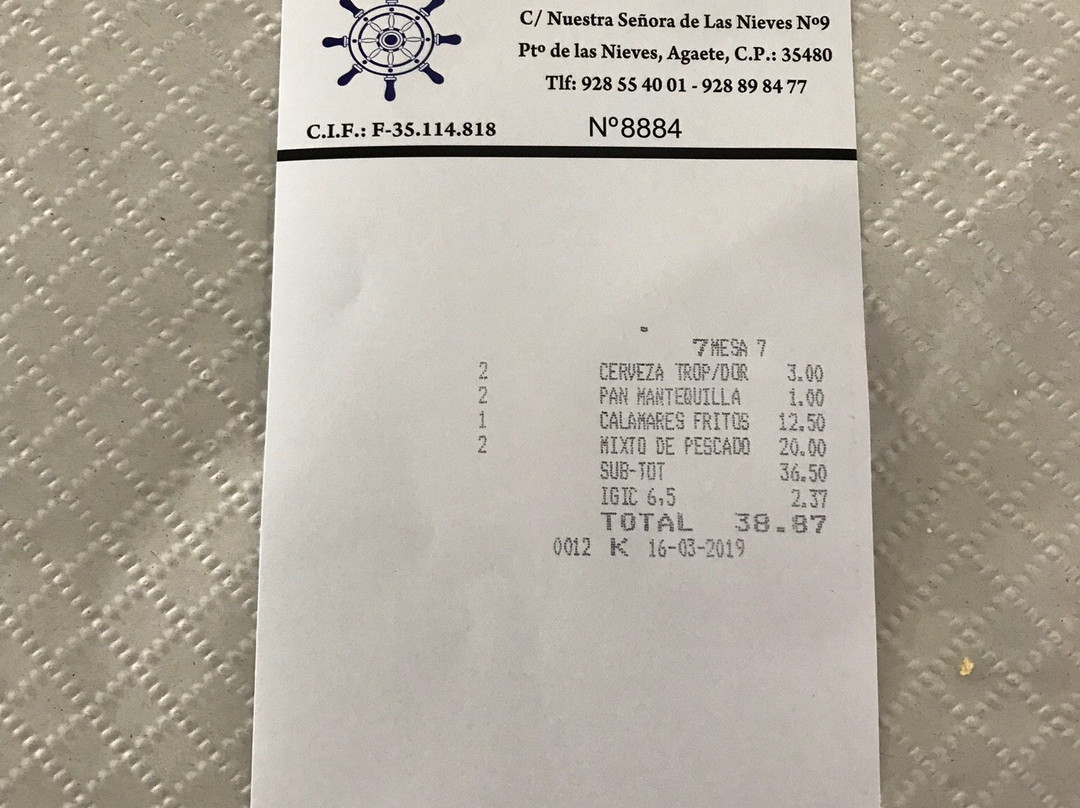 C/ Nuestra Señora de Las Nieves Nº9
Ptº de las Nieves, Agaete, C.P.: 35480
Tlf: 928 55 40 01 - 928 89 84 77
C.I.F.: F-35.114.818 Nº8884
7 MESA 7
2 CERVEZA TROP/DOR 3.00
2 PAN MANTEQUILLA 1.00
1 CALAMARES FRITOS 12.50
2 MIXTO DE PESCADO 20.00
SUB-TOT 36.50
IGIC 6,5 2.37
TOTAL 38.87
0012 K 16-03-2019